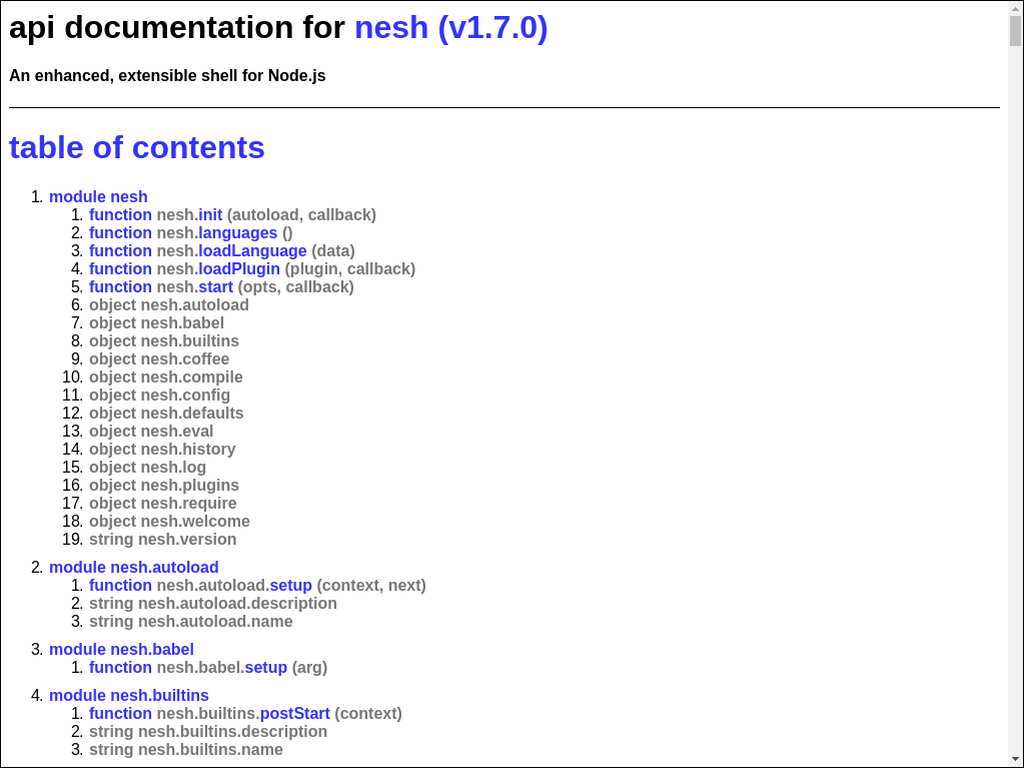 api documentation for nesh (v1.7.0)
An enhanced, extensible shell for Node.js
table of contents
1. module nesh
1. function nesh.init (autoload, callback)
2. function nesh.languages ()
3. function nesh.loadLanguage (data)
4. function nesh.loadPlugin (plugin, callback)
5. function nesh.start (opts, callback)
6. object nesh.autoload
7. object nesh.babel
8. object nesh.builtins
9. object nesh.coffee
10. object nesh.compile
11. object nesh.config
12. object nesh.defaults
13. object nesh.eval
14. object nesh.history
15. object nesh.log
16. object nesh.plugins
17. object nesh.require
18. object nesh.welcome
19. string nesh.version
2. module nesh.autoload
1. function nesh.autoload.setup (context, next)
2. string nesh.autoload.description
3. string nesh.autoload.name
3. module nesh.babel
1. function nesh.babel.setup (arg)
4. module nesh.builtins
1. function nesh.builtins.postStart (context)
2. string nesh.builtins.description
3. string nesh.builtins.name